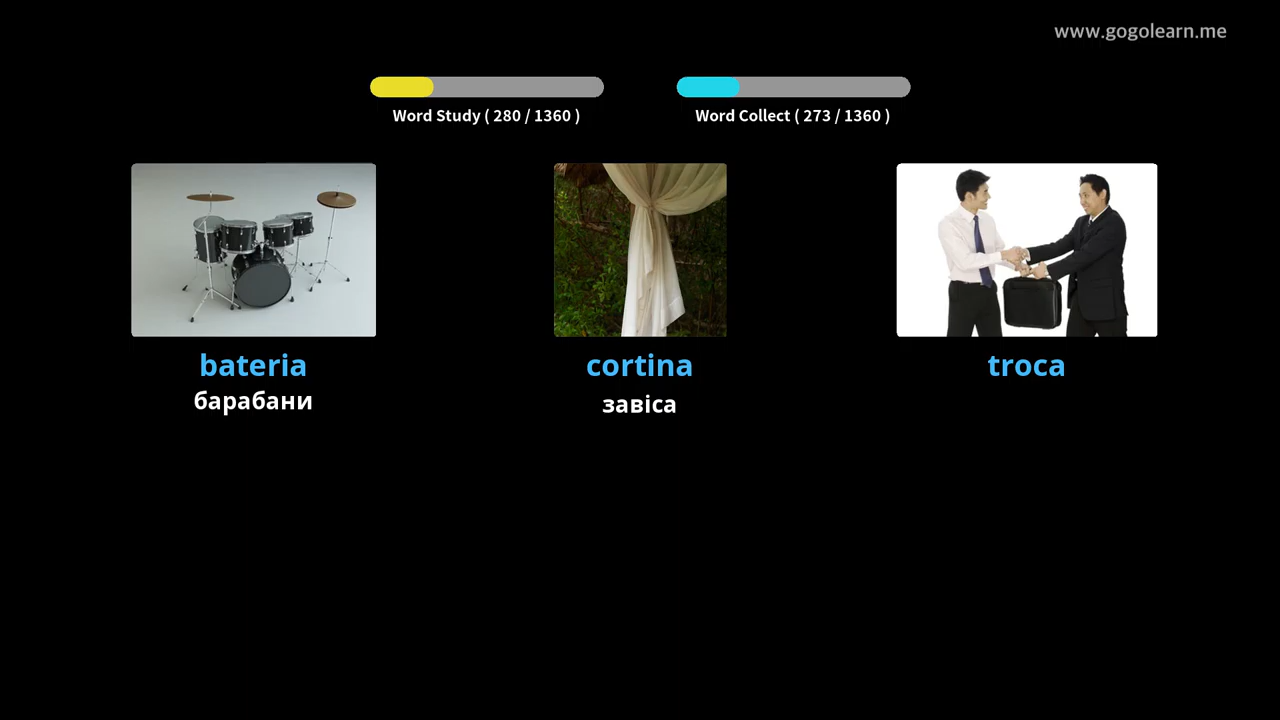 www.gogolearn.me
Word Study ( 280 / 1360 )
Word Collect ( 273 / 1360 )
bateria
барабани
cortina
завіса
troca